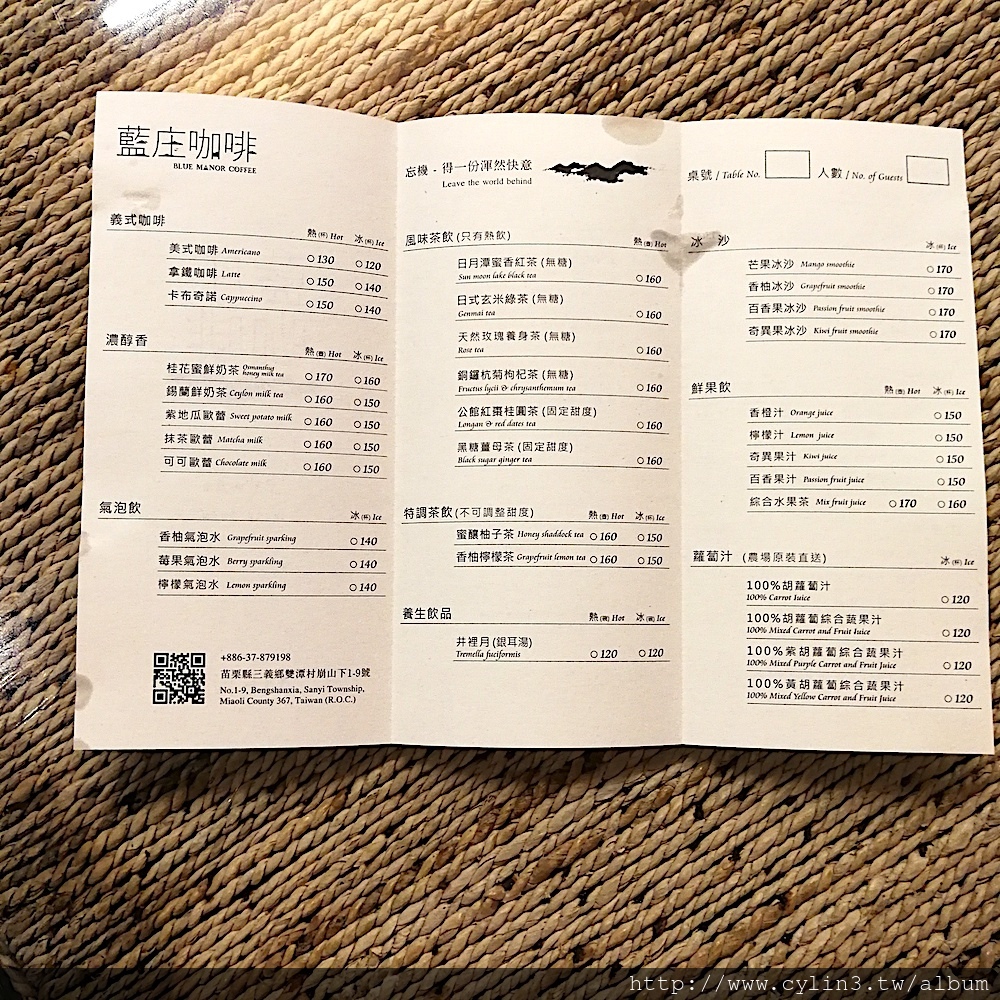 藍庄咖啡
BLUE MANOR COFFEE
義式咖啡
熱(杯) Hot 冰(杯) Ice
美式咖啡 Americano 130 120
拿鐵咖啡 Latte 150 140
卡布奇諾 Cappuccino 150 140
濃醇香
熱(壺) Hot 冰(杯) Ice
桂花蜜鮮奶茶 Osmanthus honey milk tea 170 160
錫蘭鮮奶茶 Ceylon milk tea 160 150
紫地瓜歐蕾 Sweet potato milk 160 150
抹茶歐蕾 Matcha milk 160 150
可可歐蕾 Chocolate milk 160 150
氣泡飲
冰(杯) Ice
香柚氣泡水 Grapefruit sparking 140
莓果氣泡水 Berry sparkling 140
檸檬氣泡水 Lemon sparkling 140
+886-37-879198
苗栗縣三義鄉雙潭村崩山下1-9號
No.1-9, Bengshanxia, Sanyi Township,
Miaoli County 367, Taiwan (R.O.C.)
忘機 - 得一份渾然快意
Leave the world behind
風味茶飲(只有熱飲)
熱(壺) Hot
日月潭蜜香紅茶 (無糖)
Sun moon lake black tea 160
日式玄米綠茶 (無糖)
Genmai tea 160
天然玫瑰養身茶 (無糖)
Rose tea 160
銅鑼杭菊枸杞茶 (無糖)
Fructus lycii & chrysanthemum tea 160
公館紅棗桂圓茶 (固定甜度)
Longan & red dates tea 160
黑糖薑母茶 (固定甜度)
Black sugar ginger tea 160
特調茶飲(不可調整甜度)
熱(壺) Hot 冰(杯) Ice
蜜釀柚子茶 Honey shaddock tea 160 150
香柚檸檬茶 Grapefruit lemon tea 160 150
養生飲品
熱(碗) Hot 冰(碗) Ice
井裡月(銀耳湯)
Tremella fuciformis 120 120
桌號 / Table No. 人數 / No. of Guests
冰 沙
冰(杯) Ice
芒果冰沙 Mango smoothie 170
香柚冰沙 Grapefruit smoothie 170
百香果冰沙 Passion fruit smoothie 170
奇異果冰沙 Kiwi fruit smoothie 170
鮮果飲
熱(壺) Hot 冰(杯) Ice
香橙汁 Orange juice 150
檸檬汁 Lemon juice 150
奇異果汁 Kiwi juice 150
百香果汁 Passion fruit juice 150
綜合水果茶 Mix fruit juice 170 160
蘿蔔汁 (農場原裝直送)
冰(杯) Ice
100%胡蘿蔔汁
100% Carrot Juice 120
100%胡蘿蔔綜合蔬果汁
100% Mixed Carrot and Fruit Juice 120
100%紫胡蘿蔔綜合蔬果汁
100% Mixed Purple Carrot and Fruit Juice 120
100%黃胡蘿蔔綜合蔬果汁
100% Mixed Yellow Carrot and Fruit Juice 120
http://www.cylin3.tw/album